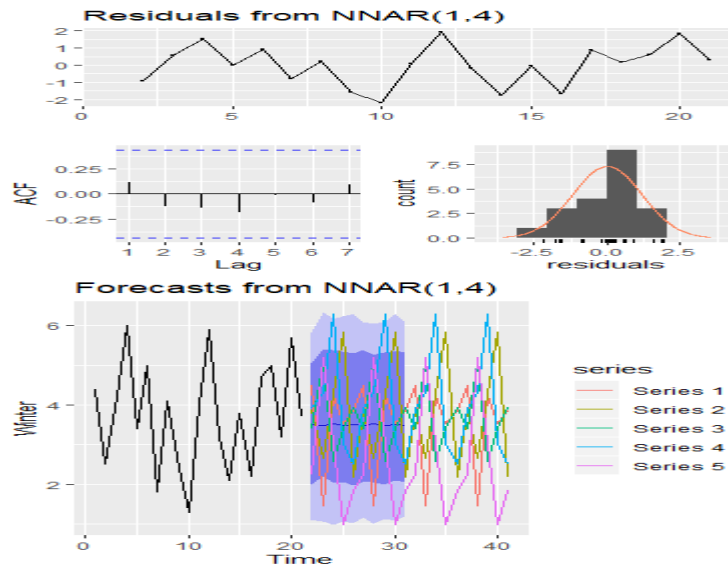 Residuals from NNAR(1,4)
2
1
0
-1
-2
0
5
10
15
20
ACF
0.25
0.00
-0.25
1
2
3
4
5
6
7
Lag
count
7.5
5.0
2.5
0.0
-2.5
0.0
2.5
residuals
Forecasts from NNAR(1,4)
Winter
6
4
2
0
10
20
30
40
Time
series
Series 1
Series 2
Series 3
Series 4
Series 5